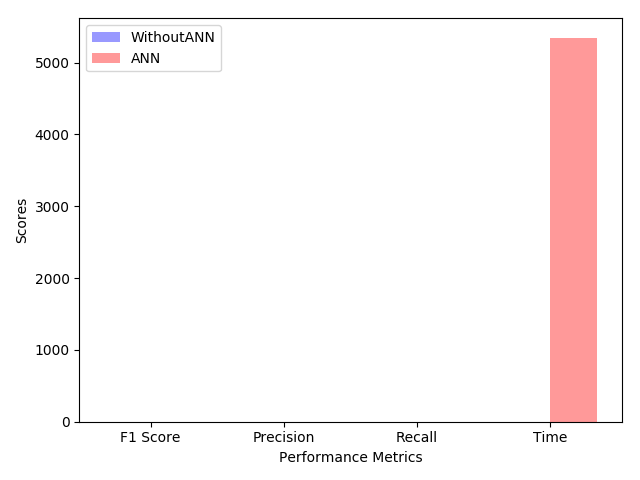 WithoutANN
ANN
5000
4000
3000
2000
1000
0
Scores
F1 Score Precision Recall Time
Performance Metrics